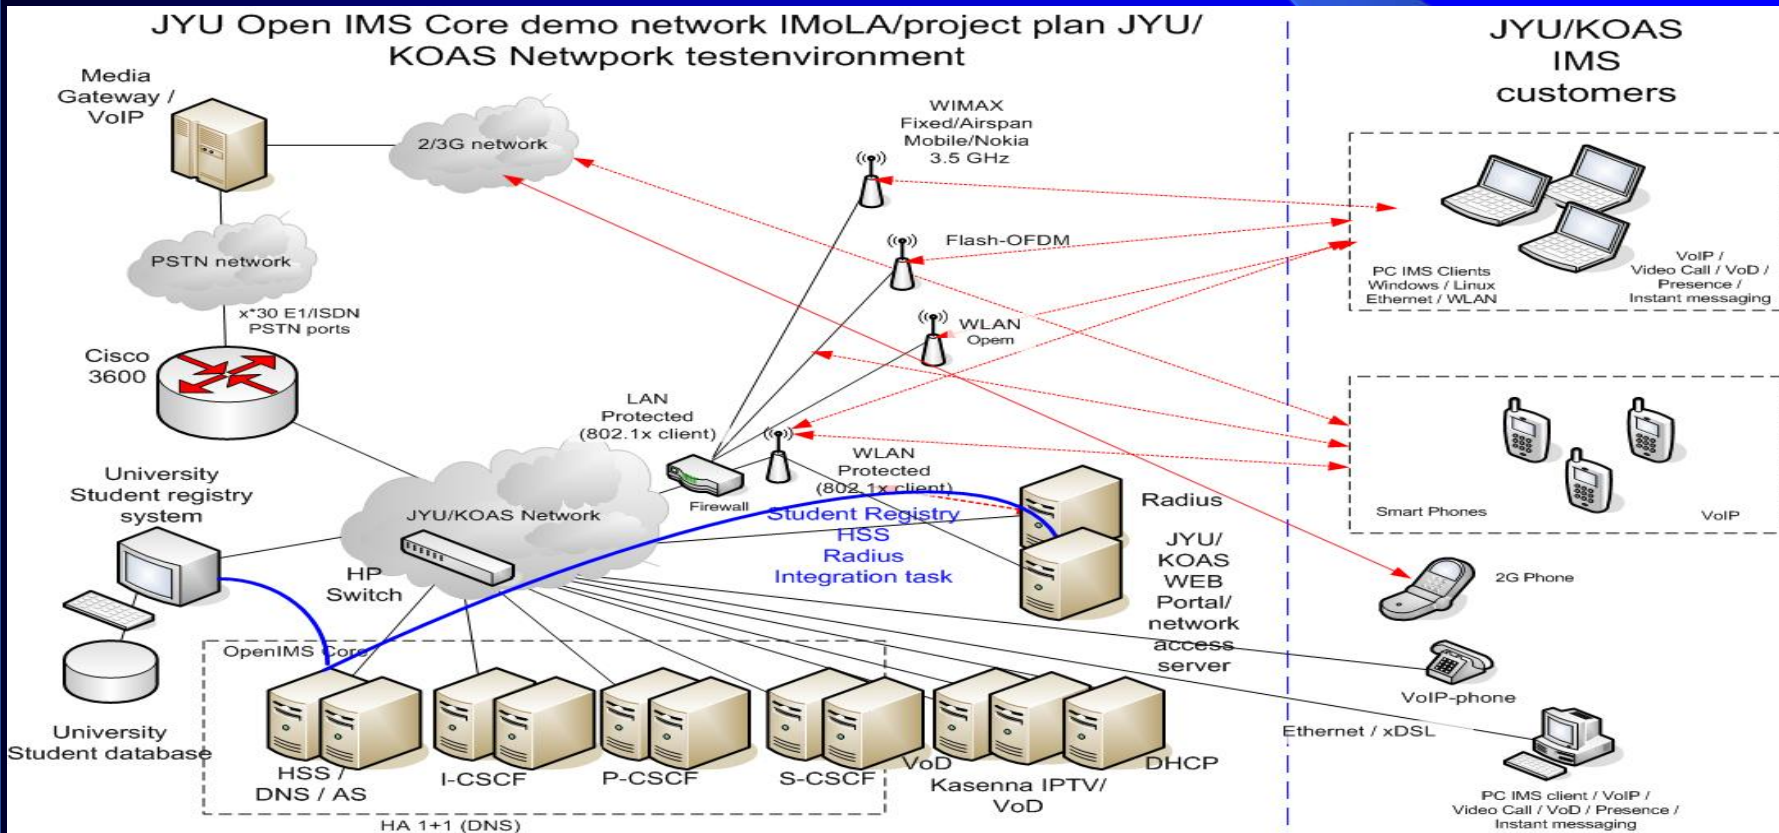 JYU Open IMS Core demo network IMoLA/project plan JYU/
KOAS Netwpork testenvironment
JYU/KOAS
IMS
customers
Media
Gateway /
VoIP
2/3G network
WIMAX
Fixed/Airspan
Mobile/Nokia
3.5 GHz
PSTN network
Flash-OFDM
PC IMS Clients
Windows / Linux
Ethernet / WLAN
VoIP /
Video Call / VoD /
Presence /
Instant messaging
x*30 E1/ISDN
PSTN ports
WLAN
Opem
Cisco
3600
LAN
Protected
(802.1x client)
WLAN
Protected
(802.1x client)
University
Student registry
system
Firewall
Radius
Smart Phones
VoIP
JYU/KOAS Network
Student Registry
HSS
Radius
Integration task
JYU/
KOAS
WEB
Portal/
network
access
server
HP
Switch
2G Phone
OpenIMS Core
VoIP-phone
University
Student database
Ethernet / xDSL
HSS /
DNS / AS
I-CSCF
P-CSCF
S-CSCF
VoD
Kasenna IPTV/
VoD
DHCP
PC IMS client / VoIP /
Video Call / VoD / Presence /
Instant messaging
HA 1+1 (DNS)